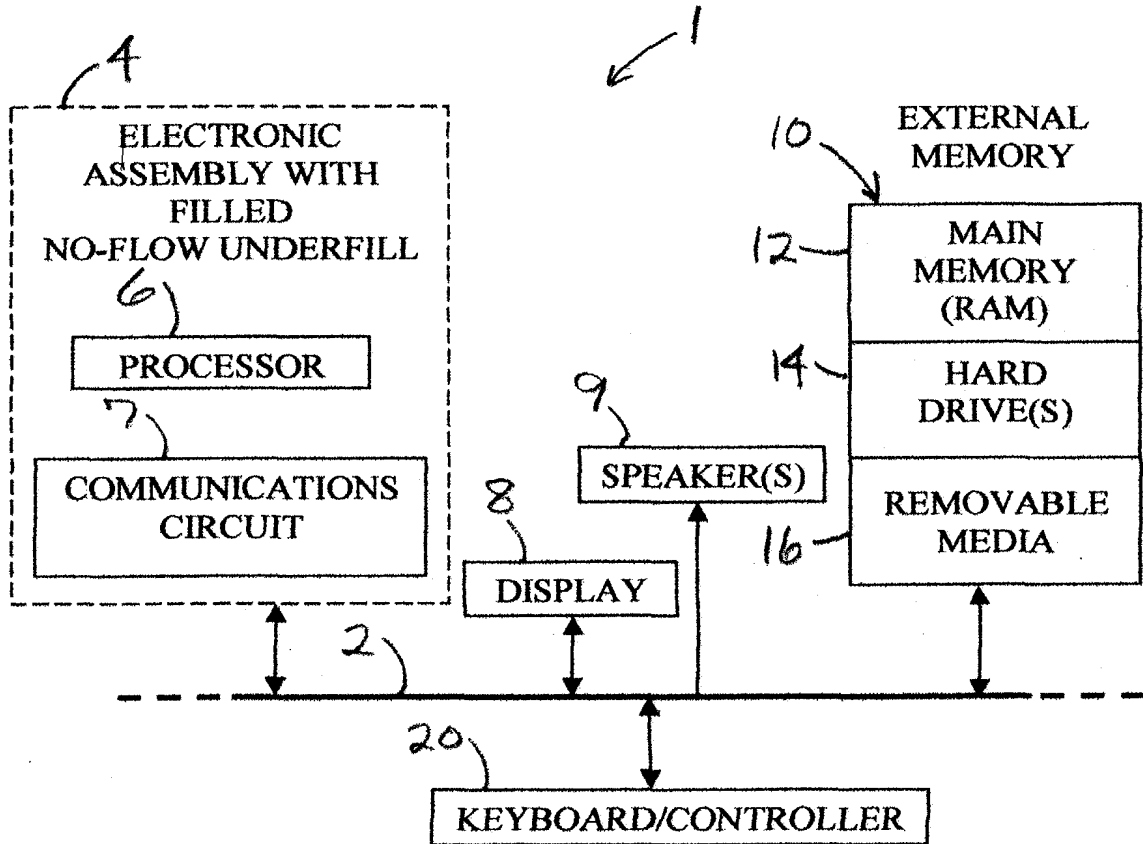 1
4
ELECTRONIC
ASSEMBLY WITH
FILLED
NO-FLOW UNDERFILL
6
PROCESSOR
7
COMMUNICATIONS
CIRCUIT
8
DISPLAY
9
SPEAKER(S)
10
EXTERNAL
MEMORY
12
MAIN
MEMORY
(RAM)
14
HARD
DRIVE(S)
16
REMOVABLE
MEDIA
2
20
KEYBOARD/CONTROLLER